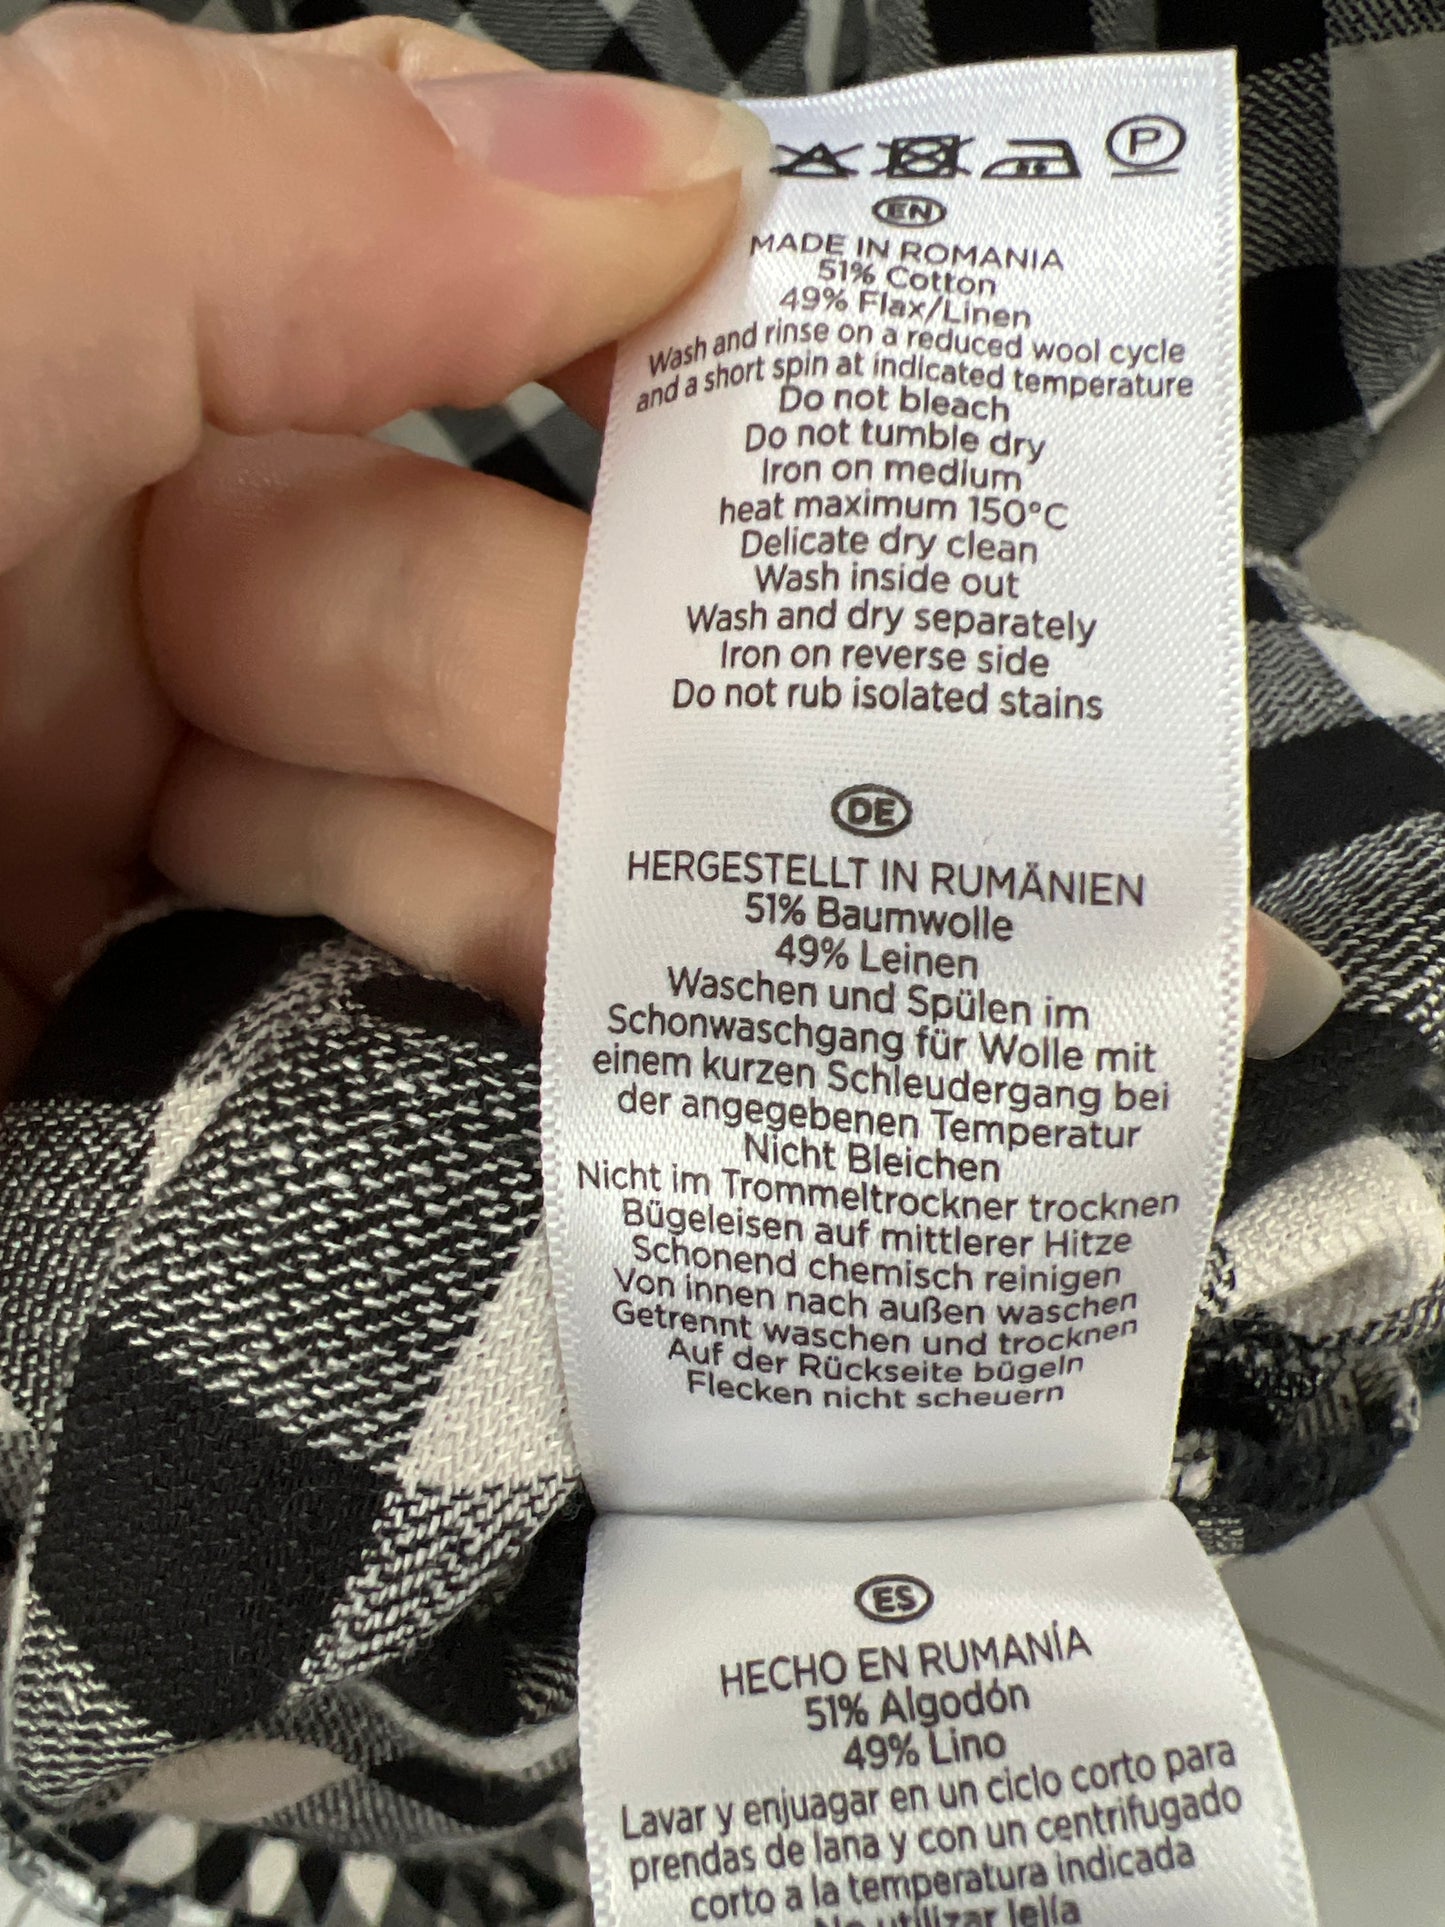 P
EN
MADE IN ROMANIA
51% Cotton
49% Flax/Linen
Wash and rinse on a reduced wool cycle
and a short spin at indicated temperature
Do not bleach
Do not tumble dry
Iron on medium
heat maximum 150°C
Delicate dry clean
Wash inside out
Wash and dry separately
Iron on reverse side
Do not rub isolated stains
DE
HERGESTELLT IN RUMÄNIEN
51% Baumwolle
49% Leinen
Waschen und Spülen im
Schonwaschgang für Wolle mit
einem kurzen Schleudergang bei
der angegebenen Temperatur
Nicht Bleichen
Nicht im Trommeltrockner trocknen
Bügeleisen auf mittlerer Hitze
Schonend chemisch reinigen
Von innen nach außen waschen
Getrennt waschen und trocknen
Auf der Rückseite bügeln
Flecken nicht scheuern
ES
HECHO EN RUMANÍA
51% Algodón
49% Lino
Lavar y enjuagar en un ciclo corto para
prendas de lana y con un centrifugado
corto a la temperatura indicada
No utilizar lejía